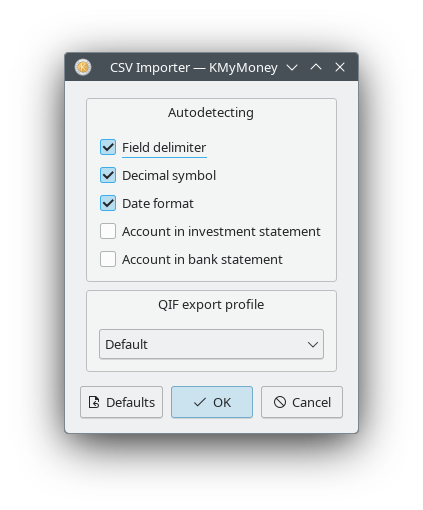 CSV Importer — KMyMoney
Autodetecting
Field delimiter
Decimal symbol
Date format
Account in investment statement
Account in bank statement
QIF export profile
Default
Defaults
OK
Cancel